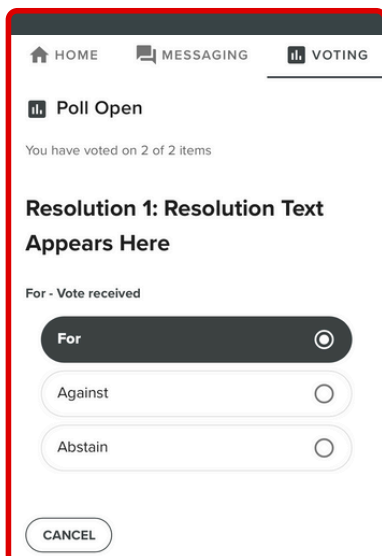 HOME MESSAGING VOTING
Poll Open
You have voted on 2 of 2 items
Resolution 1: Resolution Text
Appears Here
For - Vote received
For
Against
Abstain
CANCEL